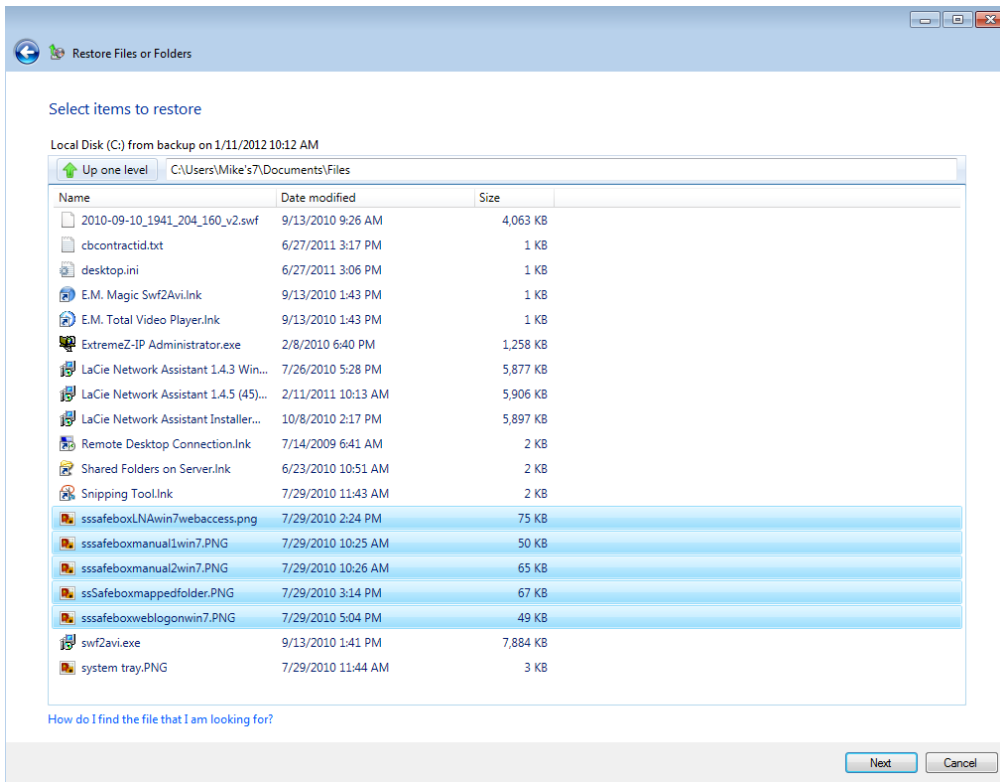 Restore Files or Folders
Select items to restore
Local Disk (C:) from backup on 1/11/2012 10:12 AM
Up one level C:\Users\Mike's7\Documents\Files
Name Date modified Size
2010-09-10_1941_204_160_v2.swf 9/13/2010 9:26 AM 4,063 KB
cbcontractid.txt 6/27/2011 3:17 PM 1 KB
desktop.ini 6/27/2011 3:06 PM 1 KB
E.M. Magic Swf2Avi.lnk 9/13/2010 1:43 PM 1 KB
E.M. Total Video Player.lnk 9/13/2010 1:43 PM 1 KB
ExtremeZ-IP Administrator.exe 2/8/2010 6:40 PM 1,258 KB
LaCie Network Assistant 1.4.3 Win... 7/26/2010 5:28 PM 5,877 KB
LaCie Network Assistant 1.4.5 (45)... 2/11/2011 10:13 AM 5,906 KB
LaCie Network Assistant Installer... 10/8/2010 2:17 PM 5,897 KB
Remote Desktop Connection.lnk 7/14/2009 6:41 AM 2 KB
Shared Folders on Server.lnk 6/23/2010 10:51 AM 2 KB
Snipping Tool.lnk 7/29/2010 11:43 AM 2 KB
sssafeboxLNAwin7webaccess.png 7/29/2010 2:24 PM 75 KB
sssafeboxmanual1win7.PNG 7/29/2010 10:25 AM 50 KB
sssafeboxmanual2win7.PNG 7/29/2010 10:26 AM 65 KB
ssSafeboxmappedfolder.PNG 7/29/2010 3:14 PM 67 KB
sssafeboxweblogonwin7.PNG 7/29/2010 5:04 PM 49 KB
swf2avi.exe 9/13/2010 1:41 PM 7,884 KB
system tray.PNG 7/29/2010 11:44 AM 3 KB
How do I find the file that I am looking for?
Next Cancel